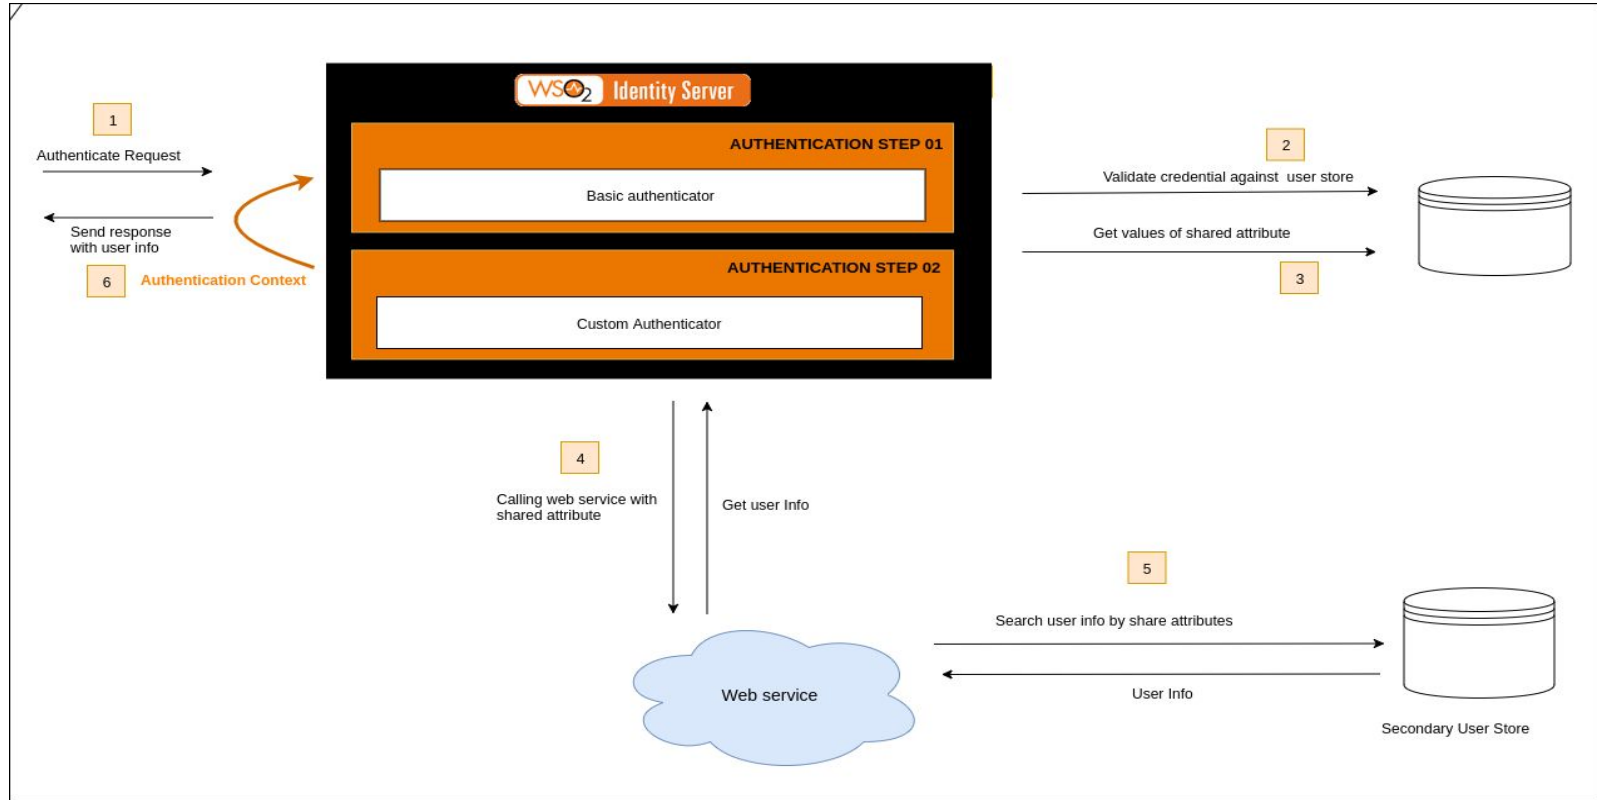 WSO2 Identity Server
1
Authenticate Request
Send response
with user info
6
Authentication Context
AUTHENTICATION STEP 01
Basic authenticator
AUTHENTICATION STEP 02
Custom Authenticator
2
Validate credential against user store
Get values of shared attribute
3
4
Calling web service with
shared attribute
Get user Info
5
Search user info by share attributes
User Info
Web service
Secondary User Store